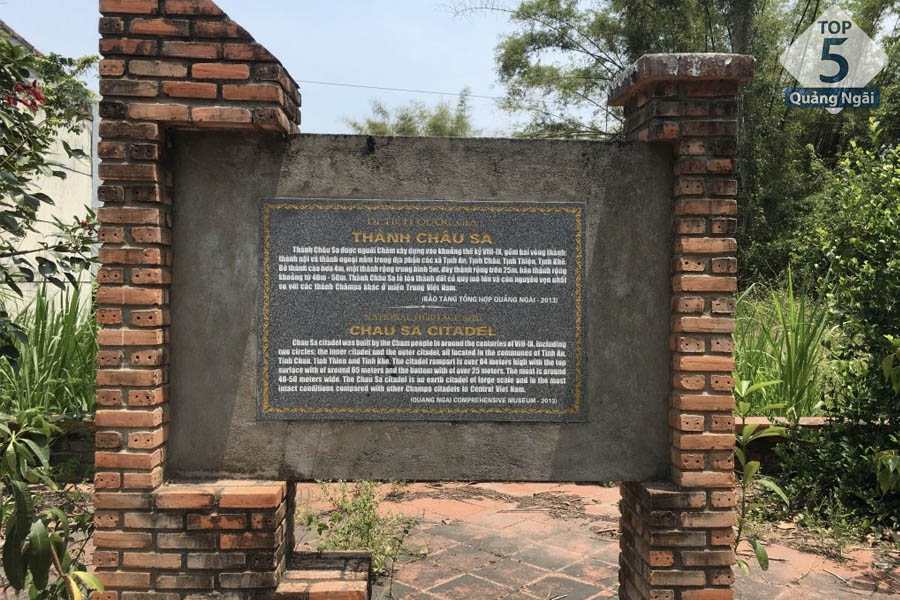 TOP
5
Quảng Ngãi
DI TÍCH QUỐC GIA
THÀNH CHÂU SA
Thành Châu Sa được người Chăm xây dựng vào khoảng thế kỷ VIII-IX, gồm hai vòng thành:
thành nội và thành ngoại nằm trong địa phận các xã Tịnh An, Tịnh Châu, Tịnh Thiện, Tịnh Khê.
Bờ thành cao hơn 4m, mặt thành rộng trung bình 5m, đáy thành rộng trên 25m, hào thành rộng
khoảng từ 40m - 50m. Thành Châu Sa là tòa thành đất có quy mô lớn và còn nguyên vẹn nhất
so với các thành Chămpa khác ở miền Trung Việt Nam.
(BẢO TÀNG TỔNG HỢP QUẢNG NGÃI - 2013)
NATIONAL HERITAGE SITE
CHAU SA CITADEL
Chau Sa citadel was built by the Cham people in around the centuries of VIII-IX, including
two circles: the inner citadel and the outer citadel, all located in the communes of Tinh An,
Tinh Chau, Tinh Thien and Tinh Khe. The citadel rampart is over 04 meters high with the top
surface with of around 05 meters and the bottom with of over 25 meters. The moat is around
40-50 meters wide. The Chau Sa citadel is an earth citadel of large scale and in the most
intact conditions compared with other Champa citadels in Central Viet Nam.
(QUANG NGAI COMPREHENSIVE MUSEUM - 2013)